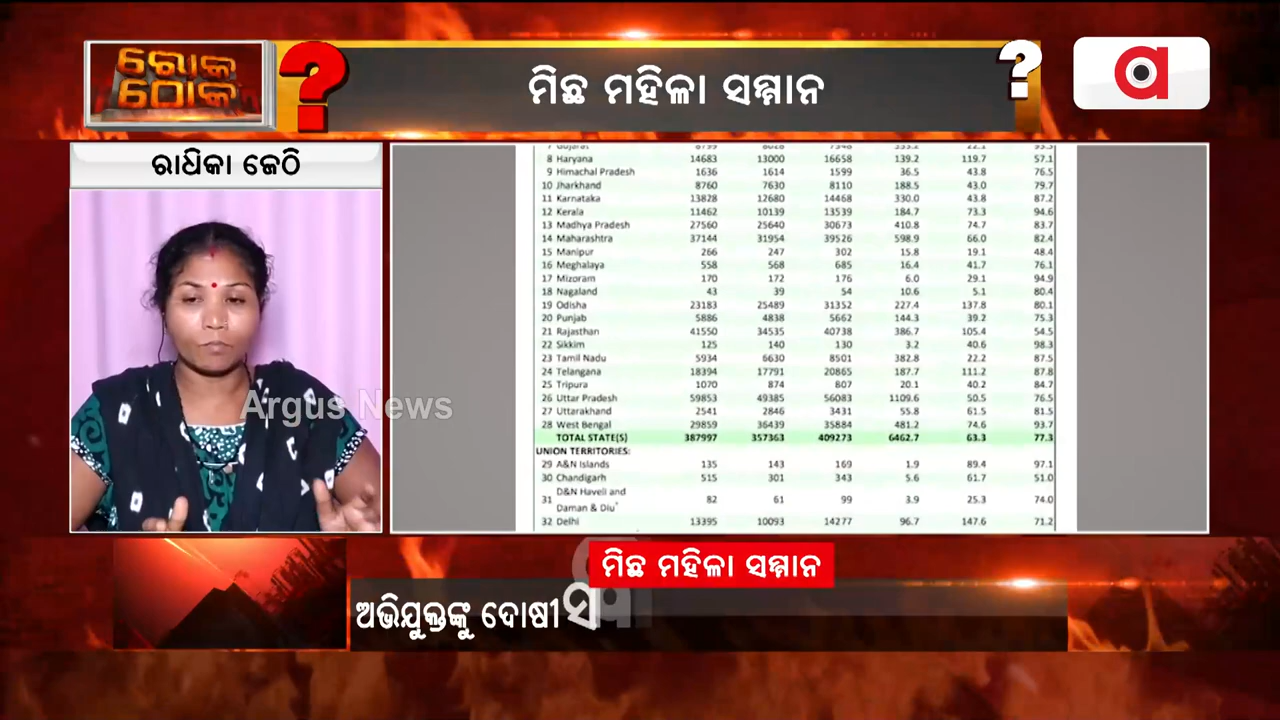 ରୋକ
ଠୋକ
?
ମିଛ ମହିଳା ସମ୍ମାନ
?
a
ରାଧିକା ଜେଠି
7 Gujarat 8799 8028 7348 333.2 22.1 93.5
8 Haryana 14683 13000 16658 139.2 119.7 57.1
9 Himachal Pradesh 1636 1614 1599 36.5 43.8 76.5
10 Jharkhand 8760 7630 8110 188.5 43.0 79.7
11 Karnataka 13828 12680 14468 330.0 43.8 87.2
12 Kerala 11462 10139 13539 184.7 73.3 94.6
13 Madhya Pradesh 27560 25640 30673 410.8 74.7 83.7
14 Maharashtra 37144 31954 39526 598.9 66.0 82.4
15 Manipur 266 247 302 15.8 19.1 48.4
16 Meghalaya 558 568 685 16.4 41.7 76.1
17 Mizoram 170 172 176 6.0 29.1 94.9
18 Nagaland 43 39 54 10.6 5.1 80.4
19 Odisha 23183 25489 31352 227.4 137.8 80.1
20 Punjab 5886 4838 5662 144.3 39.2 75.3
21 Rajasthan 41550 34535 40738 386.7 105.4 54.5
22 Sikkim 125 140 130 3.2 40.6 98.3
23 Tamil Nadu 5934 6630 8501 382.8 22.2 87.5
24 Telangana 18394 17791 20865 187.7 111.2 87.8
25 Tripura 1070 874 807 20.1 40.2 84.7
26 Uttar Pradesh 59853 49385 56083 1109.6 50.5 76.5
27 Uttarakhand 2541 2846 3431 55.8 61.5 81.5
28 West Bengal 29859 36439 35884 481.2 74.6 93.7
TOTAL STATE(S) 387997 357363 409273 6462.7 63.3 77.3
UNION TERRITORIES:
29 A&N Islands 135 143 169 1.9 89.4 97.1
30 Chandigarh 515 301 343 5.6 61.7 51.0
31 D&N Haveli and
Daman & Diu+ 82 61 99 3.9 25.3 74.0
32 Delhi 13395 10093 14277 96.7 147.6 71.2
Argus News
ମିଛ ମହିଳା ସମ୍ମାନ
ଅଭିଯୁକ୍ତଙ୍କୁ ଦୋଷୀ ସ